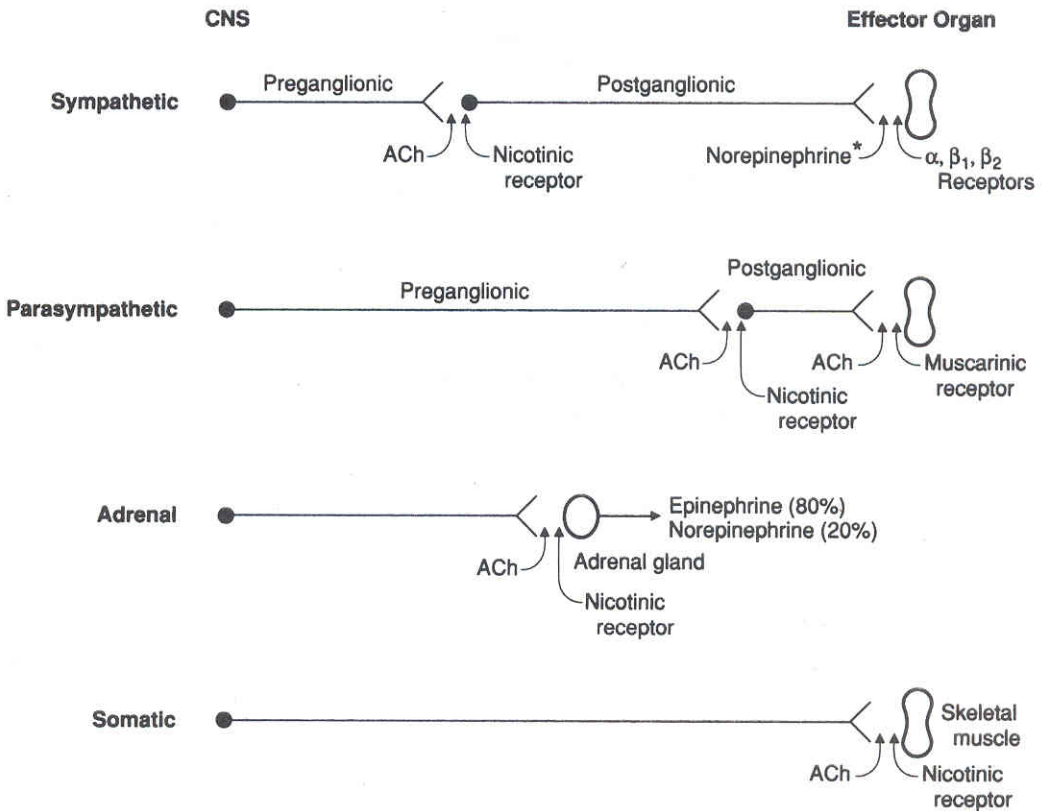 CNS
Effector Organ
Sympathetic
Preganglionic
Postganglionic
ACh
Nicotinic
receptor
Norepinephrine*
α, β₁, β₂
Receptors
Parasympathetic
Preganglionic
Postganglionic
ACh
Nicotinic
receptor
ACh
Muscarinic
receptor
Adrenal
Epinephrine (80%)
Norepinephrine (20%)
ACh
Adrenal gland
Nicotinic
receptor
Somatic
Skeletal
muscle
ACh
Nicotinic
receptor